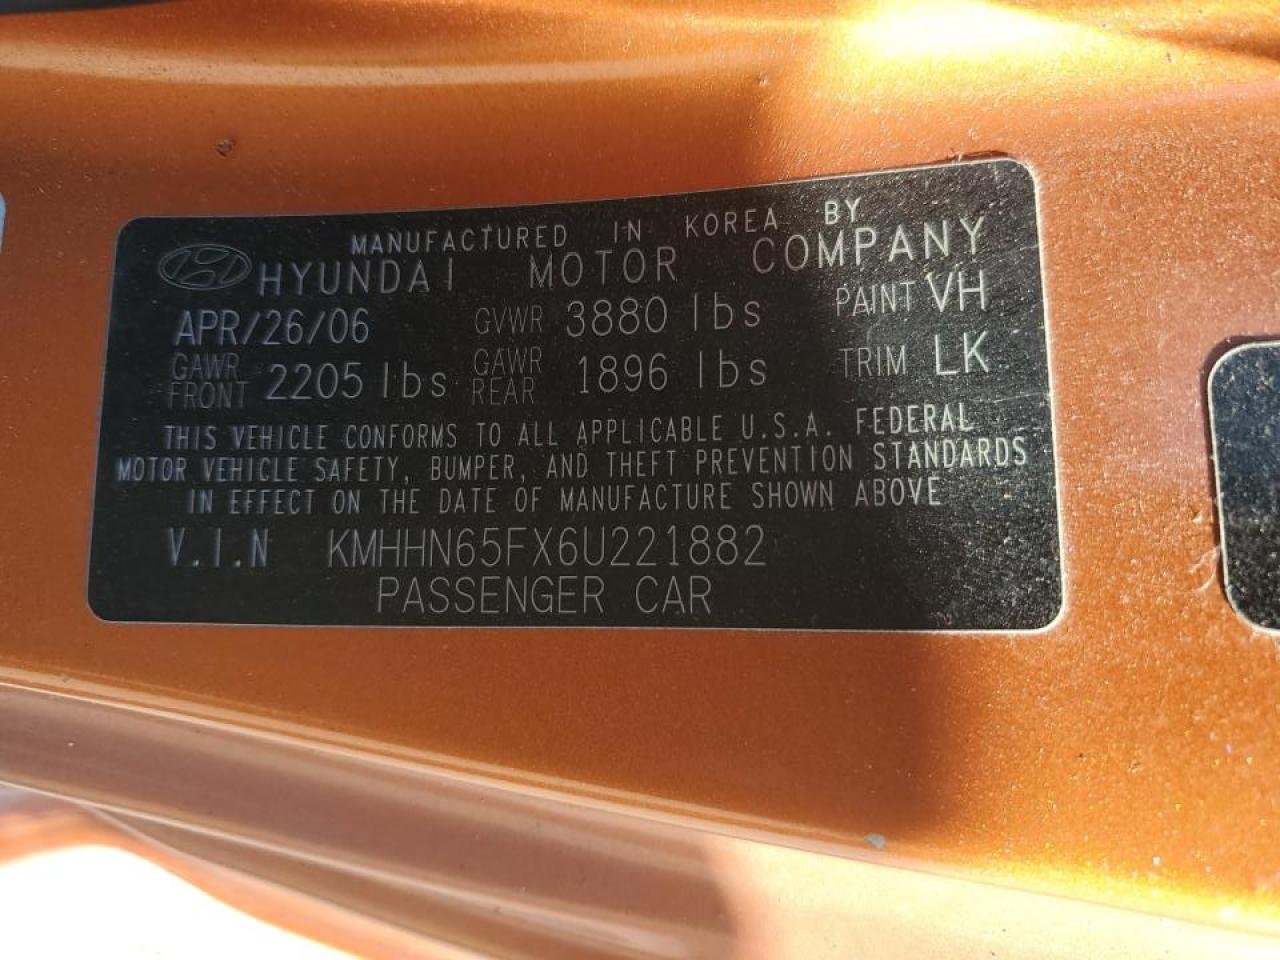 MANUFACTURED IN KOREA BY
HYUNDAI MOTOR COMPANY
APR/26/06 GVWR 3880 lbs PAINT VH
GAWR FRONT 2205 lbs GAWR REAR 1896 lbs TRIM LK
THIS VEHICLE CONFORMS TO ALL APPLICABLE U.S.A. FEDERAL
MOTOR VEHICLE SAFETY, BUMPER, AND THEFT PREVENTION STANDARDS
IN EFFECT ON THE DATE OF MANUFACTURE SHOWN ABOVE
V.I.N KMHHN65FX6U221882
PASSENGER CAR